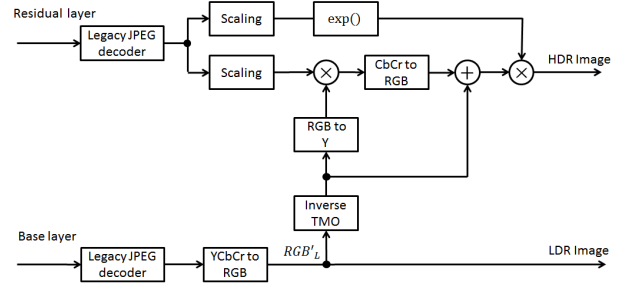 Residual layer
Legacy JPEG
decoder
Scaling
exp()
Scaling
×
CbCr to
RGB
+
×
HDR Image
RGB to
Y
Inverse
TMO
Base layer
Legacy JPEG
decoder
YCbCr to
RGB
RGB'L
LDR Image